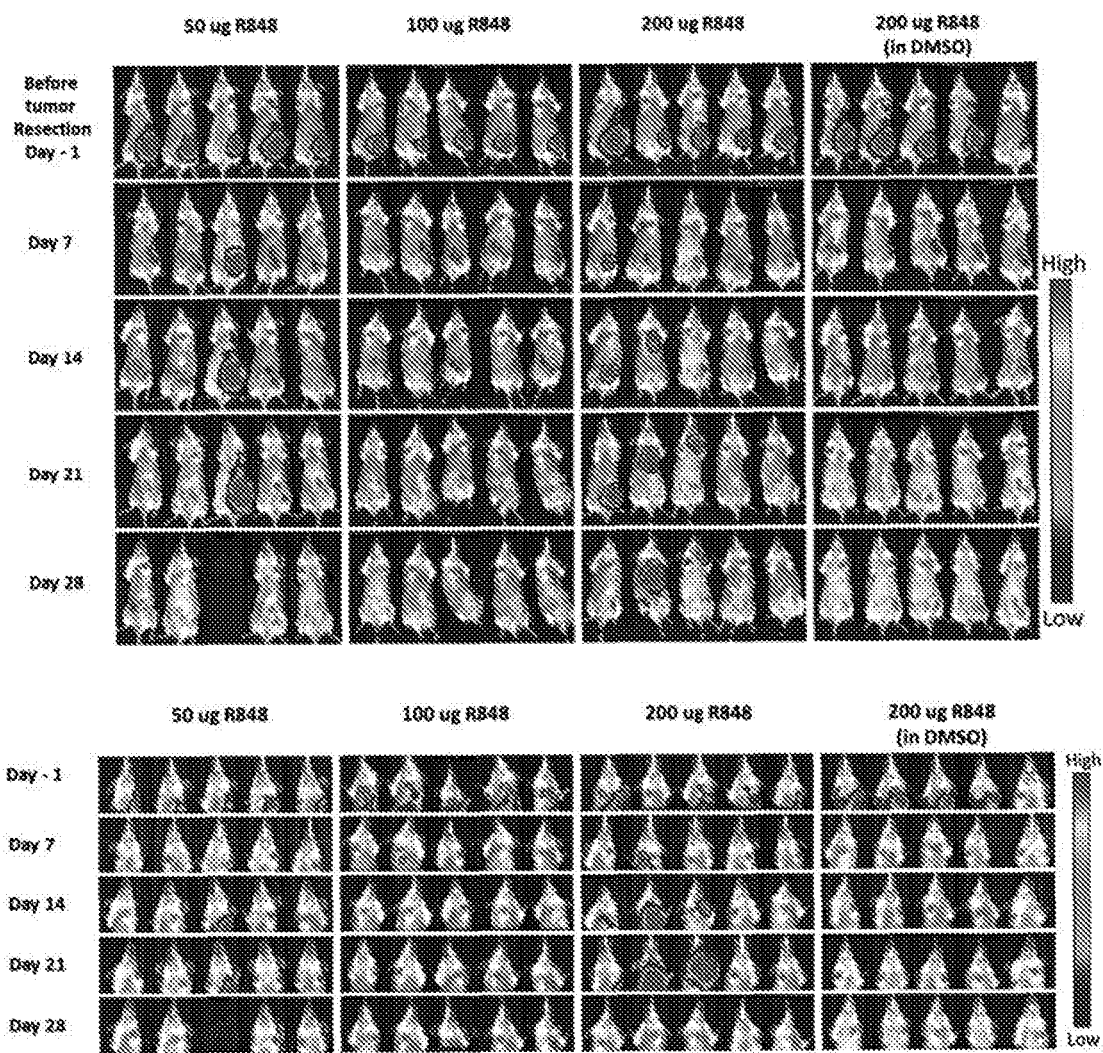 50 ug R848
100 ug R848
200 ug R848
200 ug R848
(in DMSO)
Before
tumor
Resection
Day - 1
Day 7
Day 14
Day 21
Day 28
High
Low
50 ug R848
100 ug R848
200 ug R848
200 ug R848
(in DMSO)
Day - 1
Day 7
Day 14
Day 21
Day 28
High
Low